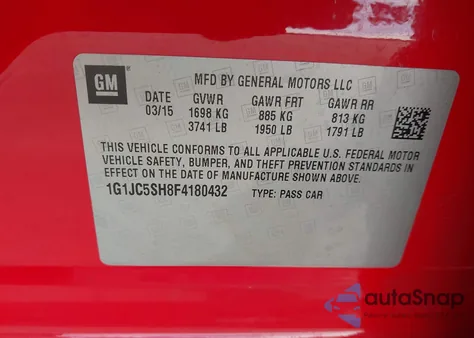 GM
MFD BY GENERAL MOTORS LLC
DATE GVWR GAWR FRT GAWR RR
03/15 1698 KG 885 KG 813 KG
3741 LB 1950 LB 1791 LB
THIS VEHICLE CONFORMS TO ALL APPLICABLE U.S. FEDERAL MOTOR
VEHICLE SAFETY, BUMPER, AND THEFT PREVENTION STANDARDS IN
EFFECT ON THE DATE OF MANUFACTURE SHOWN ABOVE.
1G1JC5SH8F4180432 TYPE: PASS CAR
autoSnap